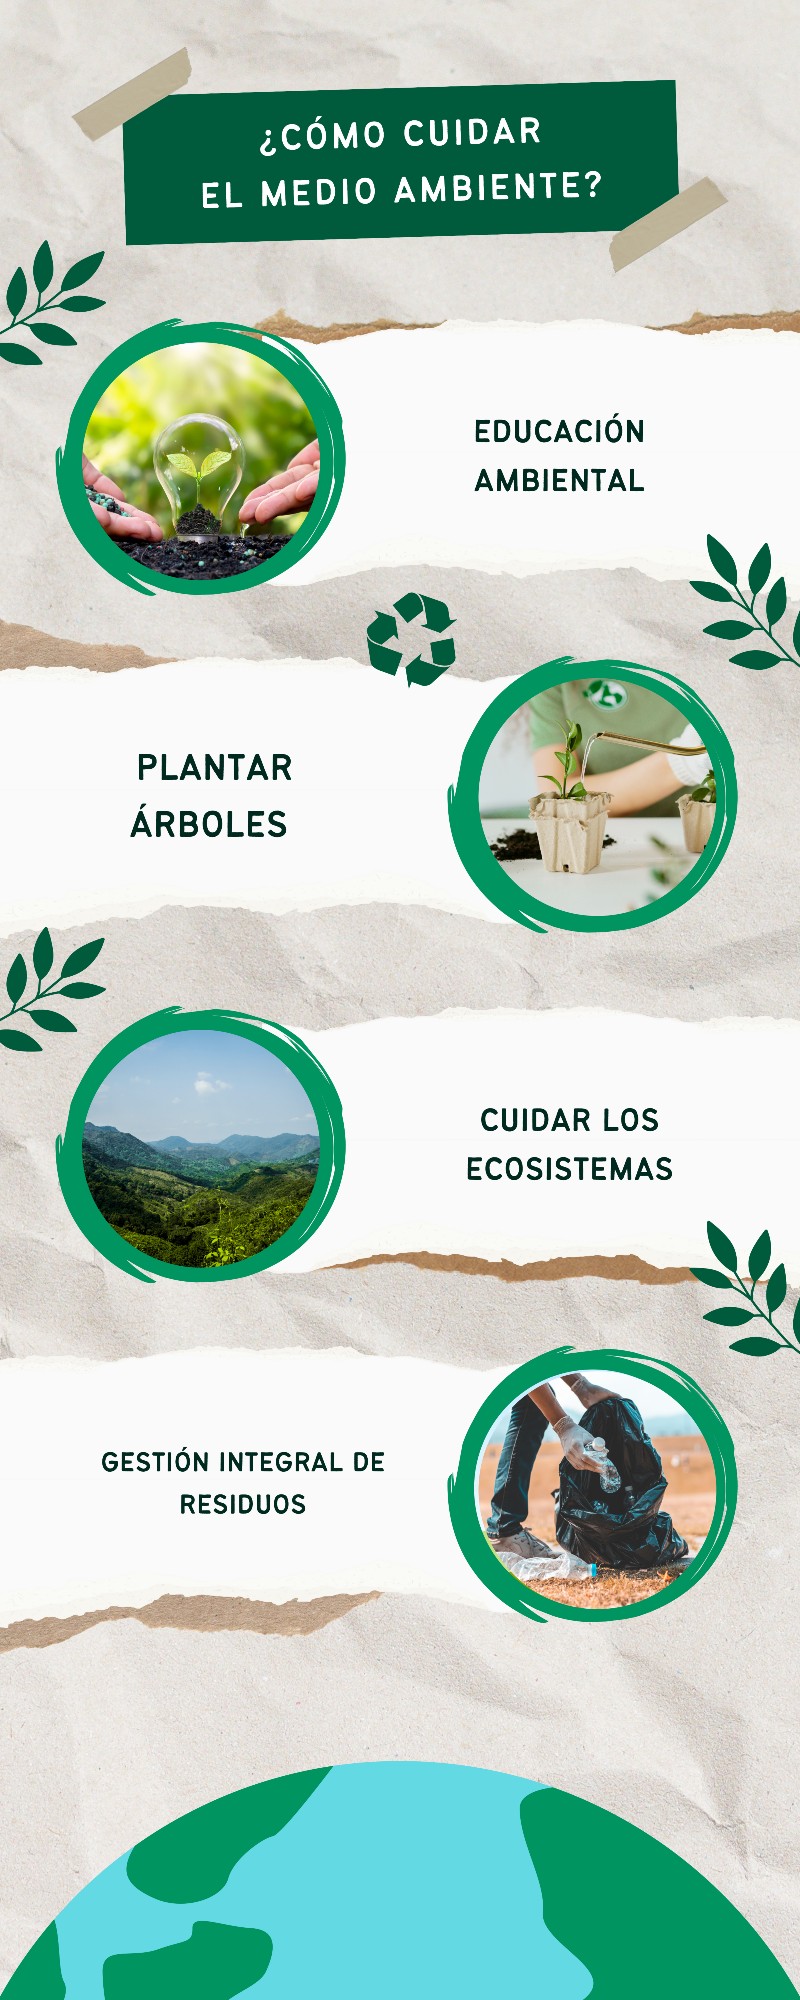 ¿CÓMO CUIDAR
EL MEDIO AMBIENTE?
EDUCACIÓN
AMBIENTAL
PLANTAR
ÁRBOLES
CUIDAR LOS
ECOSISTEMAS
GESTIÓN INTEGRAL DE
RESIDUOS